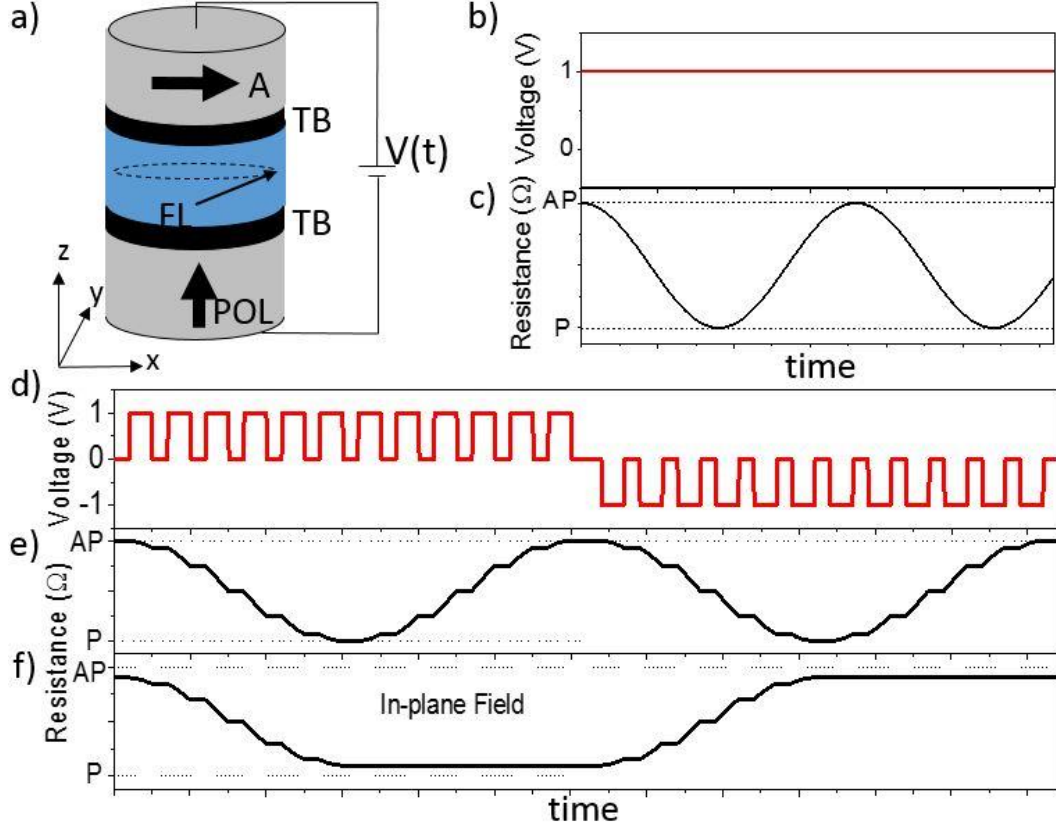 a)
A
TB
V(t)
FL
TB
POL
z
y
x
b)
Voltage (V)
1
0
c)
Resistance (Ω)
AP
P
time
d)
Voltage (V)
1
0
-1
e)
Resistance (Ω)
AP
P
f)
Resistance (Ω)
AP
In-plane Field
P
time